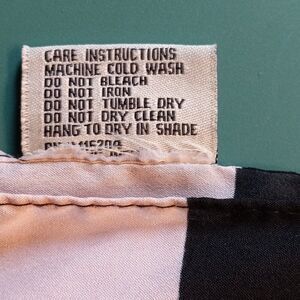 CARE INSTRUCTIONS
MACHINE COLD WASH
DO NOT BLEACH
DO NOT IRON
DO NOT TUMBLE DRY
DO NOT DRY CLEAN
HANG TO DRY IN SHADE